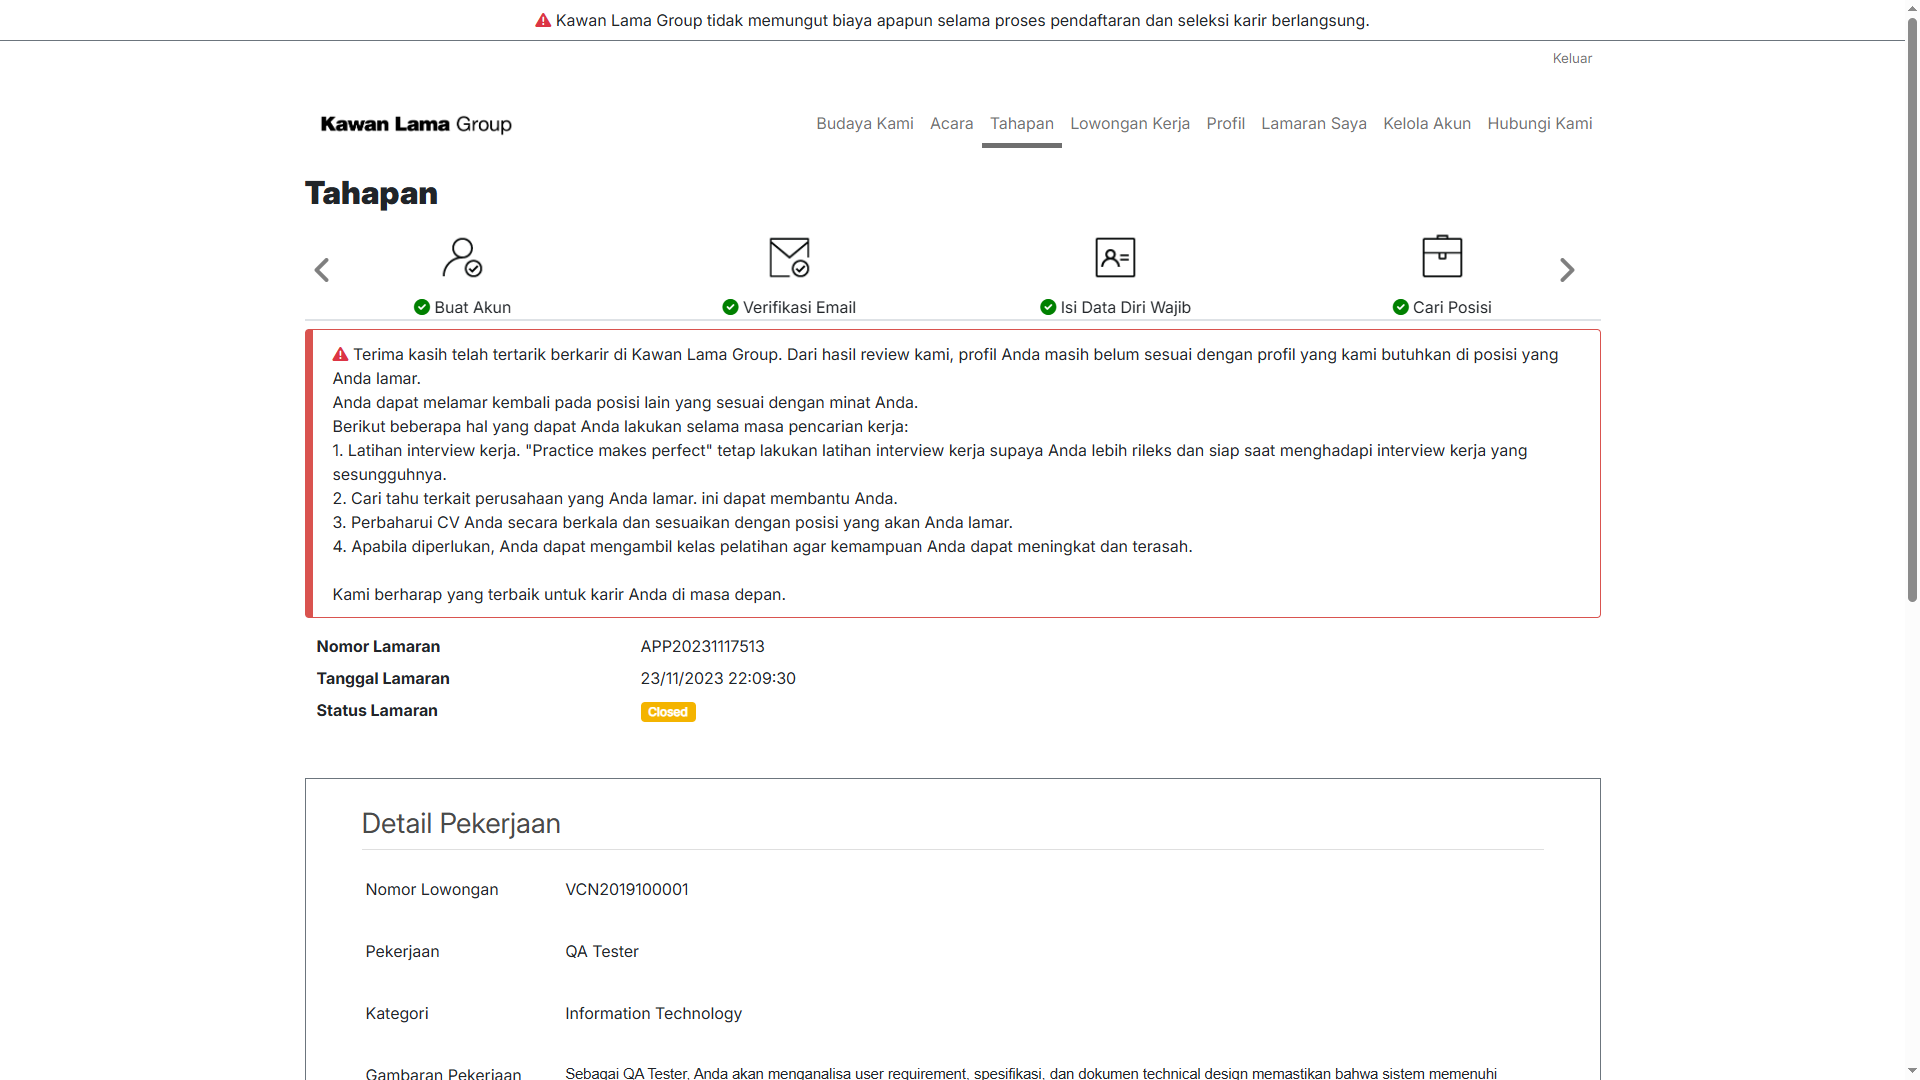 Kawan Lama Group tidak memungut biaya apapun selama proses pendaftaran dan seleksi karir berlangsung.
Keluar
Kawan Lama Group
Budaya Kami Acara Tahapan Lowongan Kerja Profil Lamaran Saya Kelola Akun Hubungi Kami
Tahapan
Buat Akun Verifikasi Email Isi Data Diri Wajib Cari Posisi
Terima kasih telah tertarik berkarir di Kawan Lama Group. Dari hasil review kami, profil Anda masih belum sesuai dengan profil yang kami butuhkan di posisi yang
Anda lamar.
Anda dapat melamar kembali pada posisi lain yang sesuai dengan minat Anda.
Berikut beberapa hal yang dapat Anda lakukan selama masa pencarian kerja:
1. Latihan interview kerja. "Practice makes perfect" tetap lakukan latihan interview kerja supaya Anda lebih rileks dan siap saat menghadapi interview kerja yang
sesungguhnya.
2. Cari tahu terkait perusahaan yang Anda lamar. ini dapat membantu Anda.
3. Perbaharui CV Anda secara berkala dan sesuaikan dengan posisi yang akan Anda lamar.
4. Apabila diperlukan, Anda dapat mengambil kelas pelatihan agar kemampuan Anda dapat meningkat dan terasah.
Kami berharap yang terbaik untuk karir Anda di masa depan.
Nomor Lamaran APP20231117513
Tanggal Lamaran 23/11/2023 22:09:30
Status Lamaran Closed
Detail Pekerjaan
Nomor Lowongan VCN2019100001
Pekerjaan QA Tester
Kategori Information Technology
Gambaran Pekerjaan Sebagai QA Tester, Anda akan menganalisa user requirement, spesifikasi, dan dokumen technical design memastikan bahwa sistem memenuhi